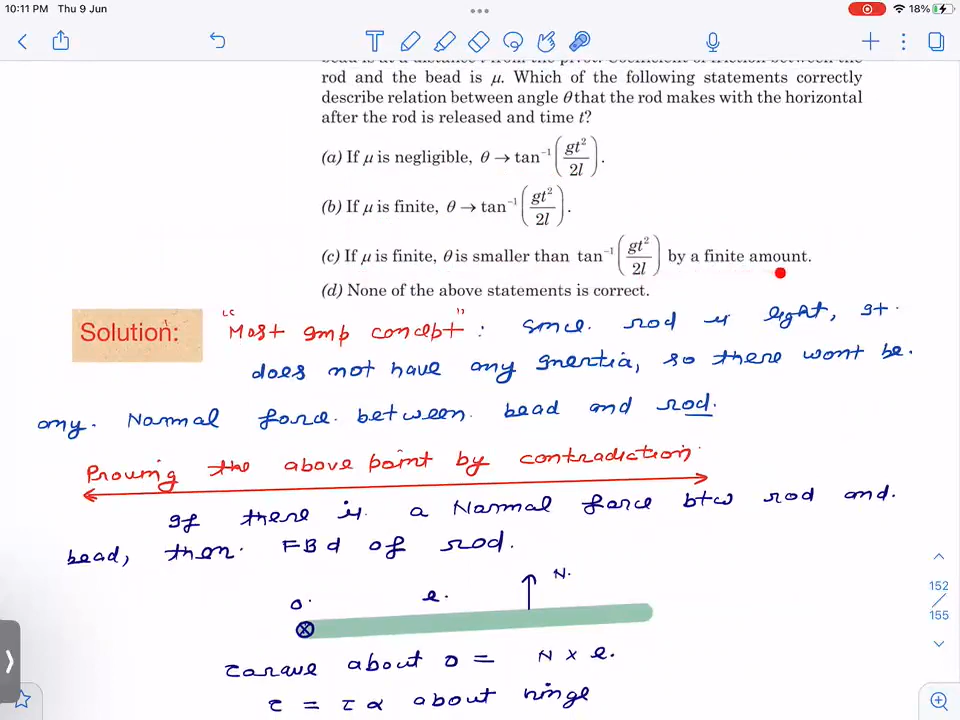 10:11 PM Thu 9 Jun
18%
rod and the bead is μ. Which of the following statements correctly
describe relation between angle θ that the rod makes with the horizontal
after the rod is released and time t?
(a) If μ is negligible, θ → tan⁻¹(gt²/2l).
(b) If μ is finite, θ → tan⁻¹(gt²/2l).
(c) If μ is finite, θ is smaller than tan⁻¹(gt²/2l) by a finite amount.
(d) None of the above statements is correct.
Solution: "Most Imp concept": Since rod is light, It
does not have any inertia, so there wont be
any Normal force between bead and rod.
Proving the above point by contradiction
If there is a Normal force btw rod and
bead, then FBd of rod.
N
O l
Torque about O = N × l.
τ = I α about hinge
152
155